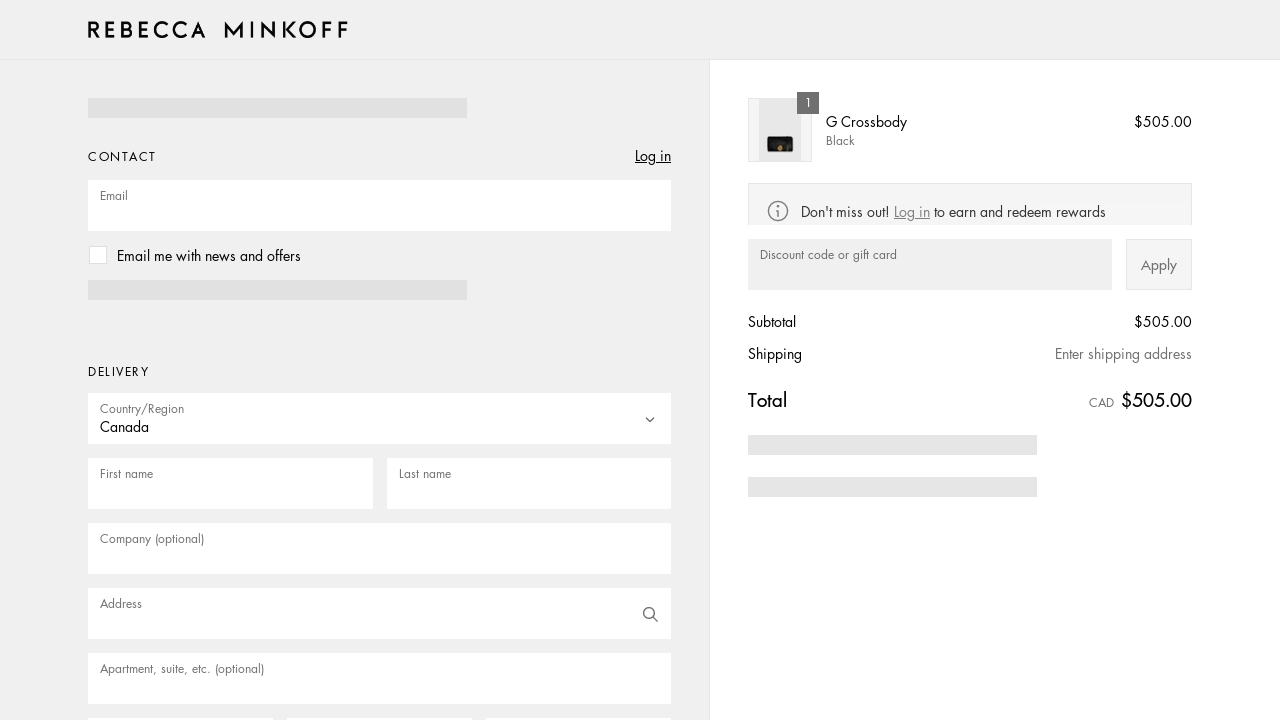 REBECCA MINKOFF
CONTACT
Log in
Email
Email me with news and offers
DELIVERY
Country/Region
Canada
First name
Last name
Company (optional)
Address
Apartment, suite, etc. (optional)
1
G Crossbody
$505.00
Black
Don't miss out! Log in to earn and redeem rewards
Discount code or gift card
Apply
Subtotal
$505.00
Shipping
Enter shipping address
Total
CAD $505.00